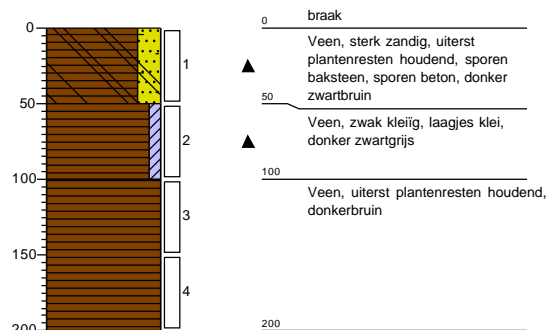 0
50
100
150
200
1
2
3
4
0
braak
Veen, sterk zandig, uiterst
plantenresten houdend, sporen
baksteen, sporen beton, donker
zwartbruin
50
Veen, zwak kleiïg, laagjes klei,
donker zwartgrijs
100
Veen, uiterst plantenresten houdend,
donkerbruin
200